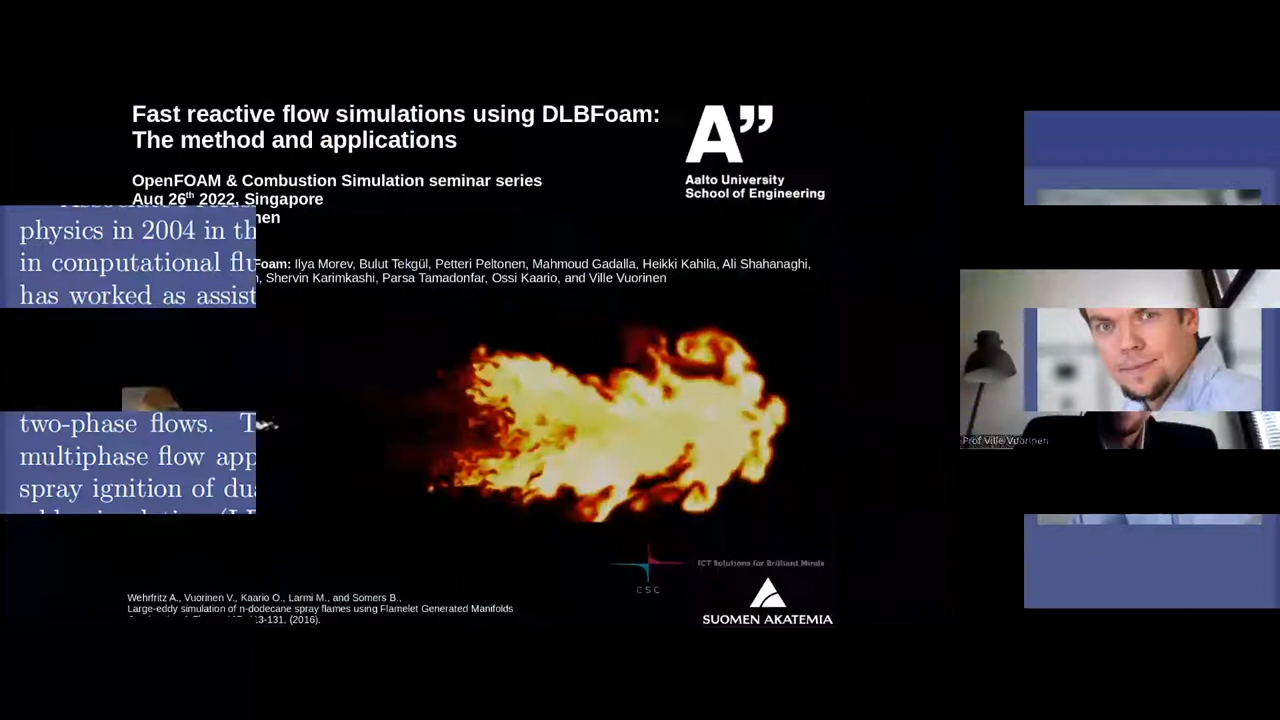 Fast reactive flow simulations using DLBFoam:
The method and applications
A”
Aalto University
School of Engineering
OpenFOAM & Combustion Simulation seminar series
Aug 26th 2022, Singapore
nen
physics in 2004 in th
in computational flu
has worked as assist
Foam: Ilya Morev, Bulut Tekgül, Petteri Peltonen, Mahmoud Gadalla, Heikki Kahila, Ali Shahanaghi,
, Shervin Karimkashi, Parsa Tamadonfar, Ossi Kaario, and Ville Vuorinen
two-phase flows. T
multiphase flow app
spray ignition of dua
Prof Ville Vuorinen
CSC
ICT Solutions for Brilliant Minds
SUOMEN AKATEMIA
Wehrfritz A., Vuorinen V., Kaario O., Larmi M., and Somers B.,
Large-eddy simulation of n-dodecane spray flames using Flamelet Generated Manifolds
13-131, (2016).